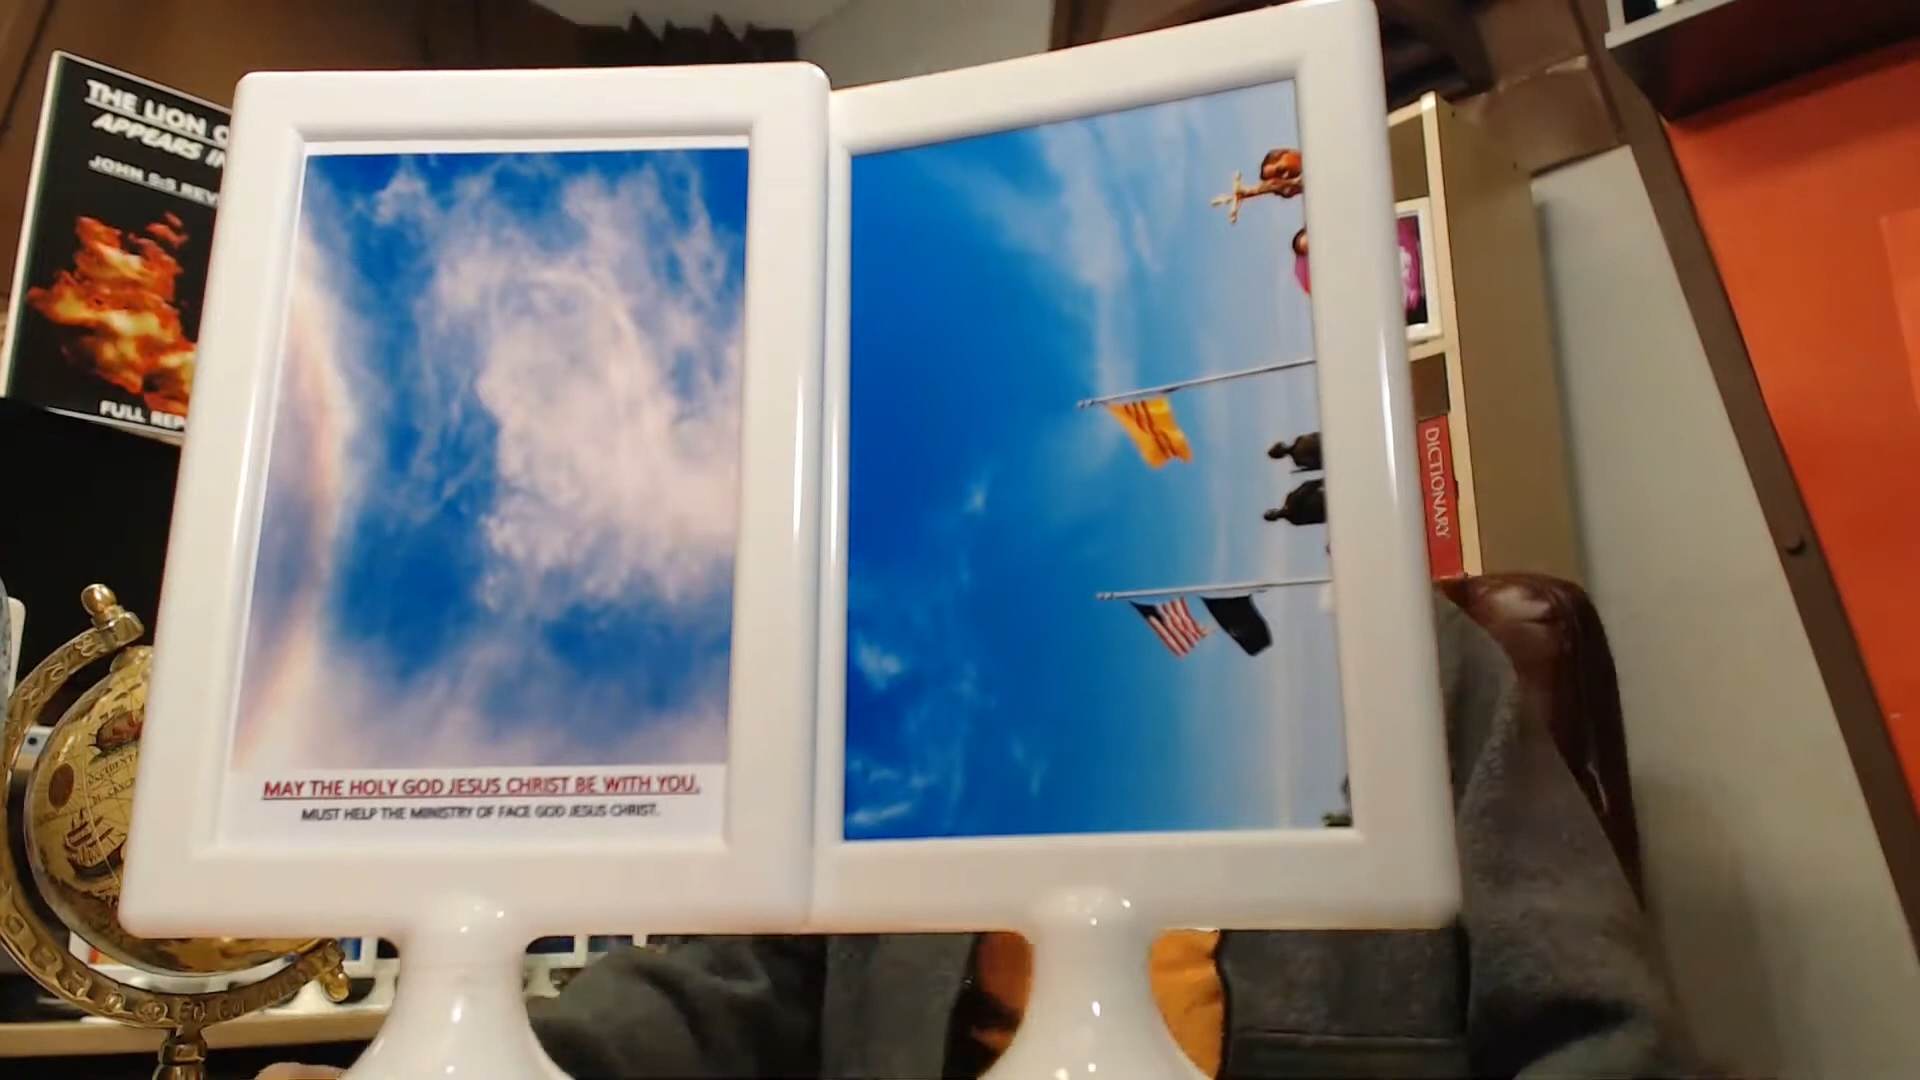 THE LION
APPEARS
JOHN 5:5 REV
FULL REP
MAY THE HOLY GOD JESUS CHRIST BE WITH YOU.
MUST HELP THE MINISTRY OF FACE GOD JESUS CHRIST.
DICTIONARY